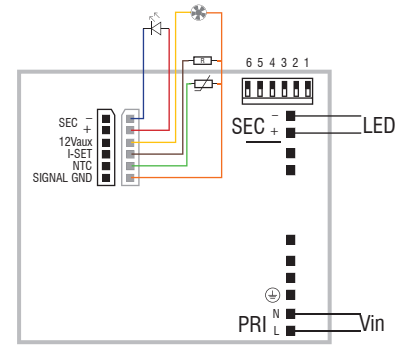 R
6 5 4 3 2 1
SEC −
+
12Vaux
I-SET
NTC
SIGNAL GND
SEC −
+
LED
PRI N
L
Vin